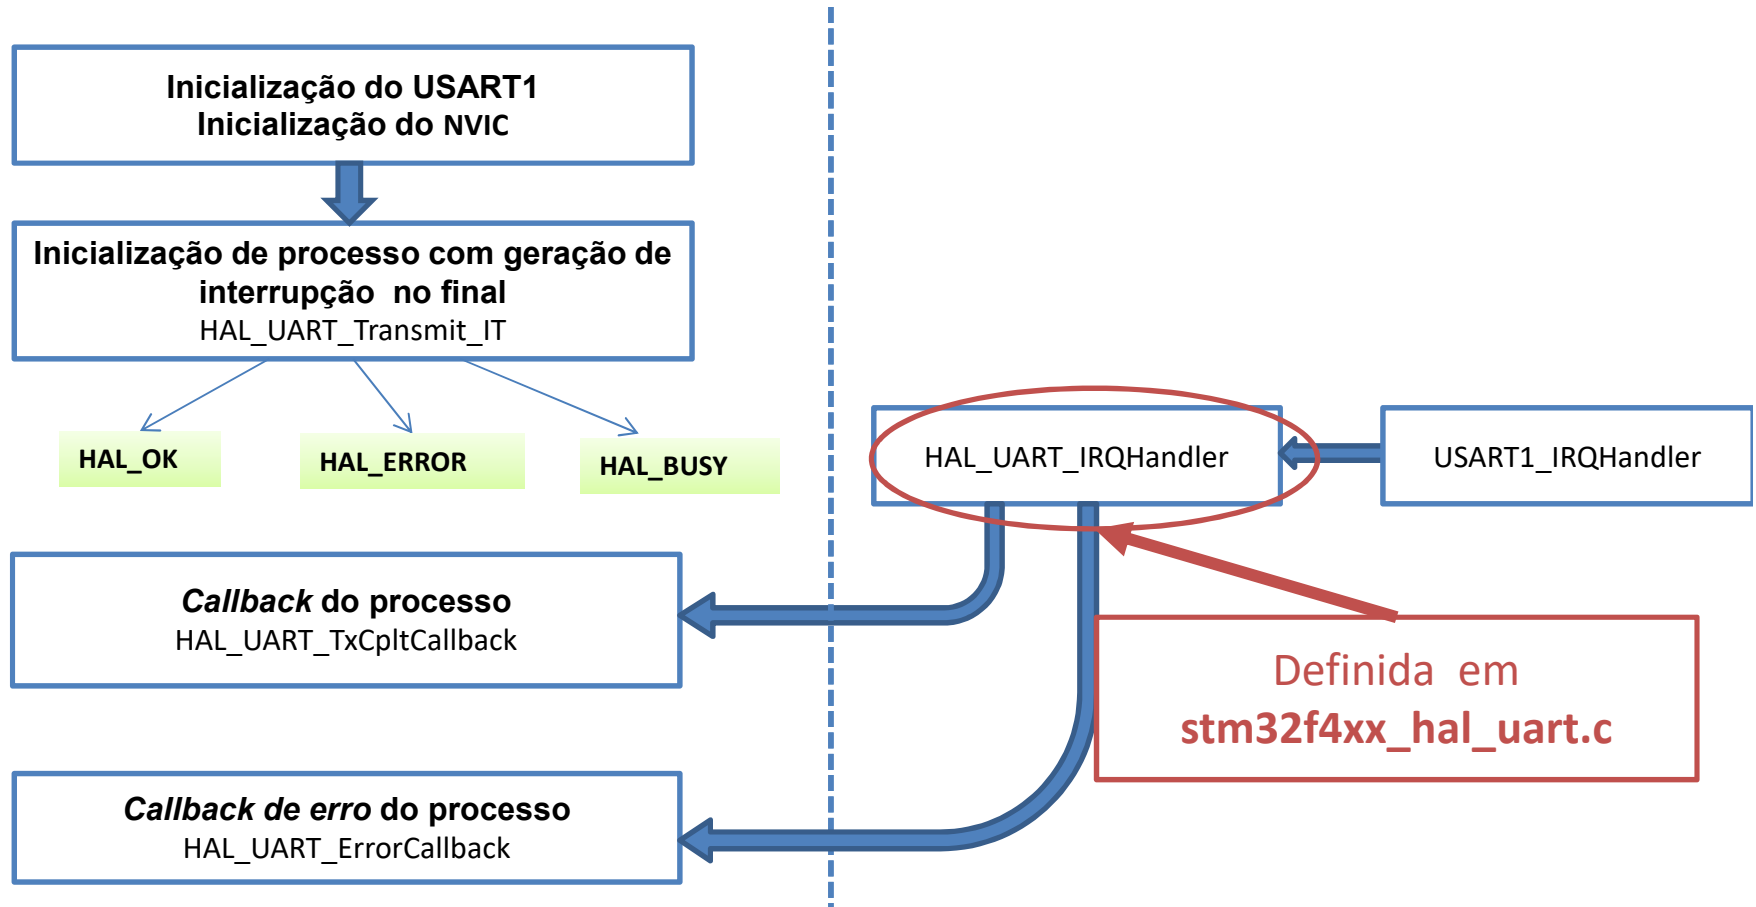 Inicialização do USART1
Inicialização do NVIC
Inicialização de processo com geração de
interrupção no final
HAL_UART_Transmit_IT
HAL_OK
HAL_ERROR
HAL_BUSY
HAL_UART_IRQHandler
USART1_IRQHandler
Callback do processo
HAL_UART_TxCpltCallback
Definida em
stm32f4xx_hal_uart.c
Callback de erro do processo
HAL_UART_ErrorCallback